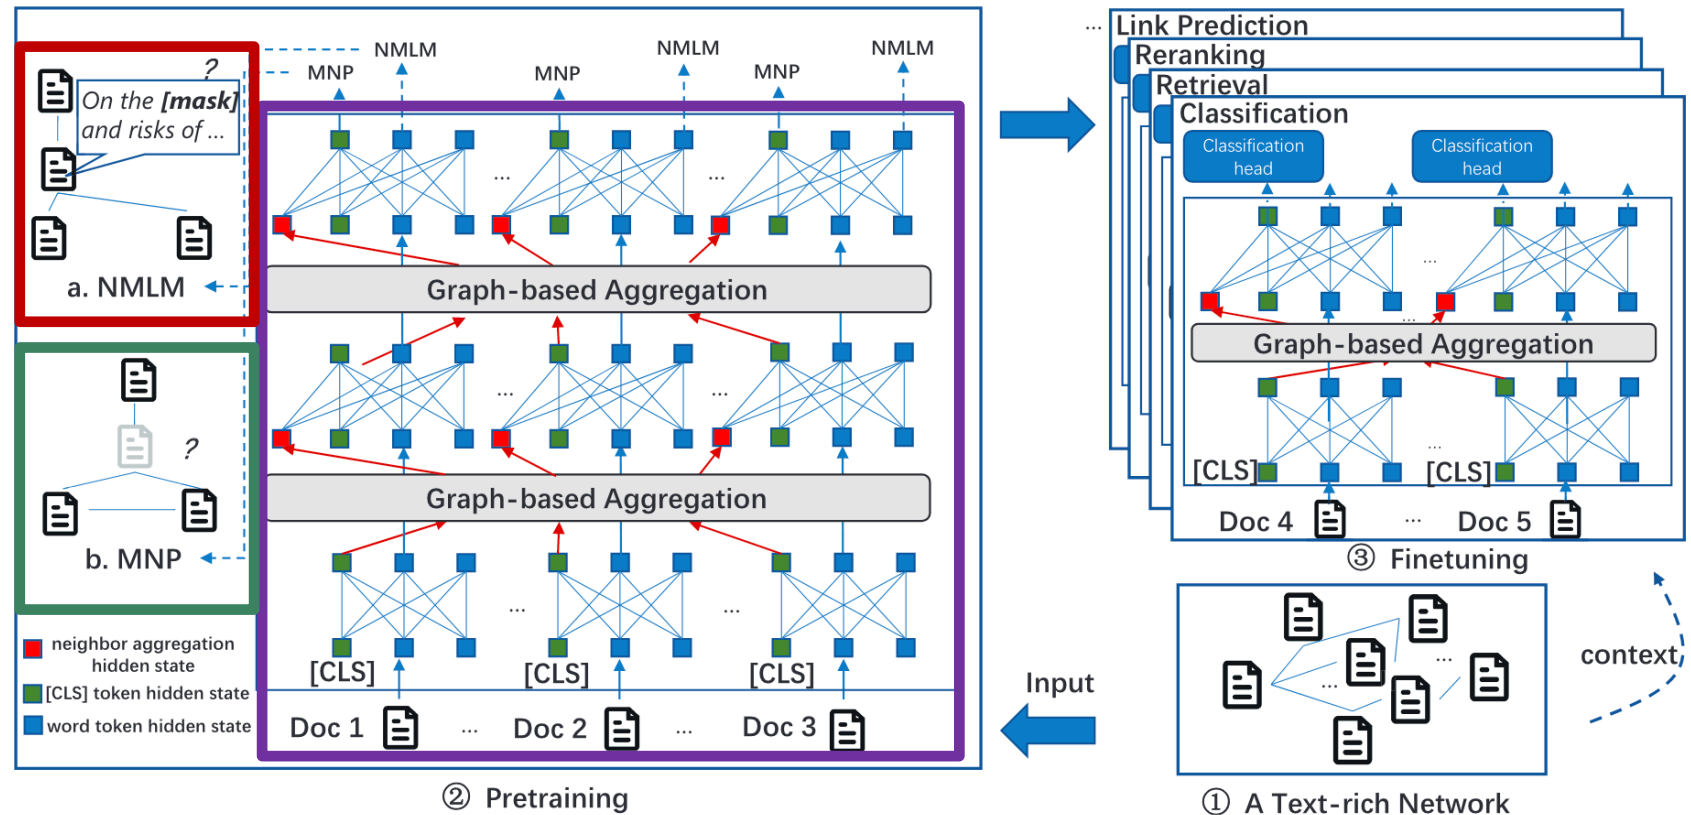 NMLM
MNP
NMLM
MNP
NMLM
MNP
?
On the [mask]
and risks of ...
a. NMLM
?
b. MNP
neighbor aggregation
hidden state
[CLS] token hidden state
word token hidden state
...
...
Graph-based Aggregation
...
...
Graph-based Aggregation
...
...
[CLS]
[CLS]
[CLS]
Doc 1
...
Doc 2
...
Doc 3
② Pretraining
... Link Prediction
Reranking
Retrieval
Classification
Classification
head
Classification
head
...
...
Graph-based Aggregation
...
[CLS]
[CLS]
Doc 4
...
Doc 5
③ Finetuning
Input
context
...
...
① A Text-rich Network